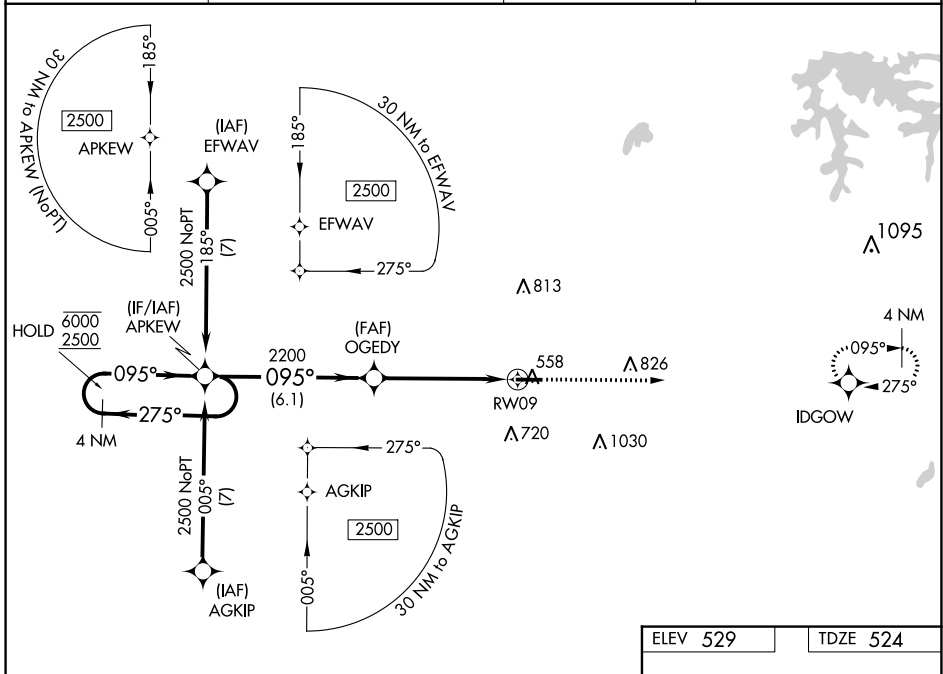 30 NM to APKEW (NoPT)
185°
2500
APKEW
005°
(IAF)
EFWAV
2500 NoPT
185°
(7)
30 NM to EFWAV
185°
2500
EFWAV
275°
1095
813
HOLD 6000
2500
(IF/IAF)
APKEW
095°
275°
4 NM
2200
095°
(6.1)
(FAF)
OGEDY
558
RW09
826
4 NM
095°
275°
IDGOW
720
1030
2500 NoPT
005°
(7)
(IAF)
AGKIP
275°
AGKIP
2500
005°
30 NM to AGKIP
ELEV 529
TDZE 524